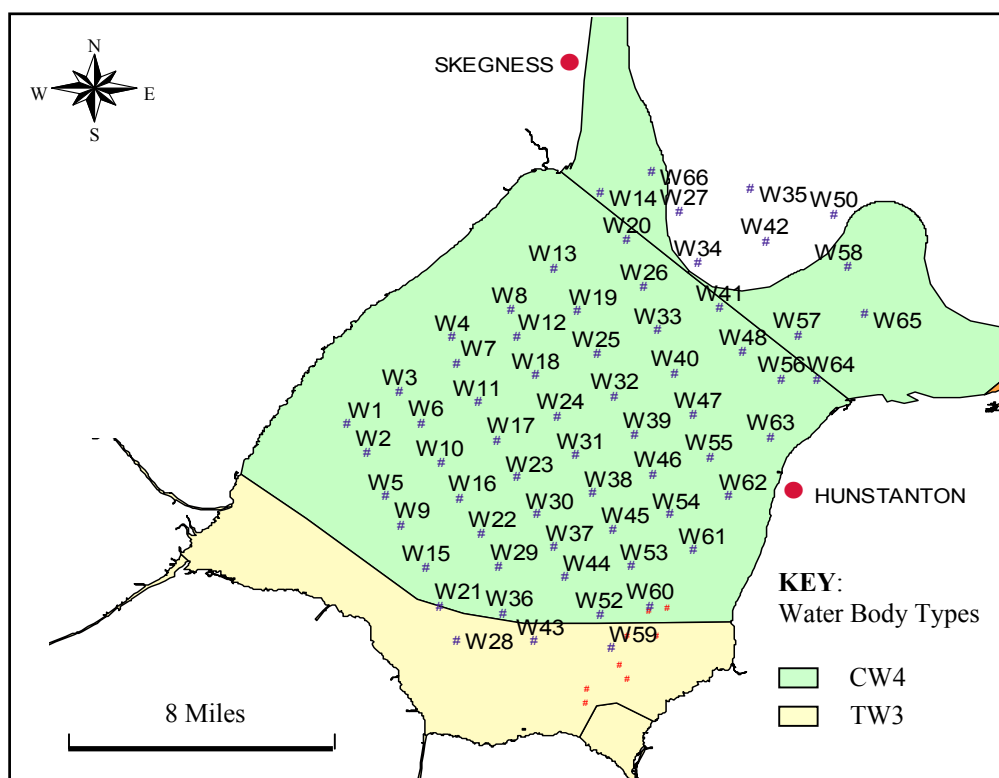 N
SKEGNESS
W E
S
W66
W14 W27 W35 W50
W20 W42
W13 W34 W58
W26
W8 W19 W41
W4 W12 W33 W57 W65
W7 W25 W48
W18 W40 W56 W64
W3 W32
W1 W6 W11 W24 W47
W2 W17 W39 W63
W10 W31 W55
W23 W46
W5 W16 W38 W62
HUNSTANTON
W9 W30 W54
W22 W45
W37 W61
W15 W29 W44 W53
KEY:
W21 W36 W52 W60
Water Body Types
W28 W43 W59
CW4
8 Miles TW3
# # # # # # # # # # # # # # # # # # # # # # # # # # # # # # # # # # # # # # # # # # # # # # # # # # # # # # # # # # # # # # # # # #
# # # # # # # #